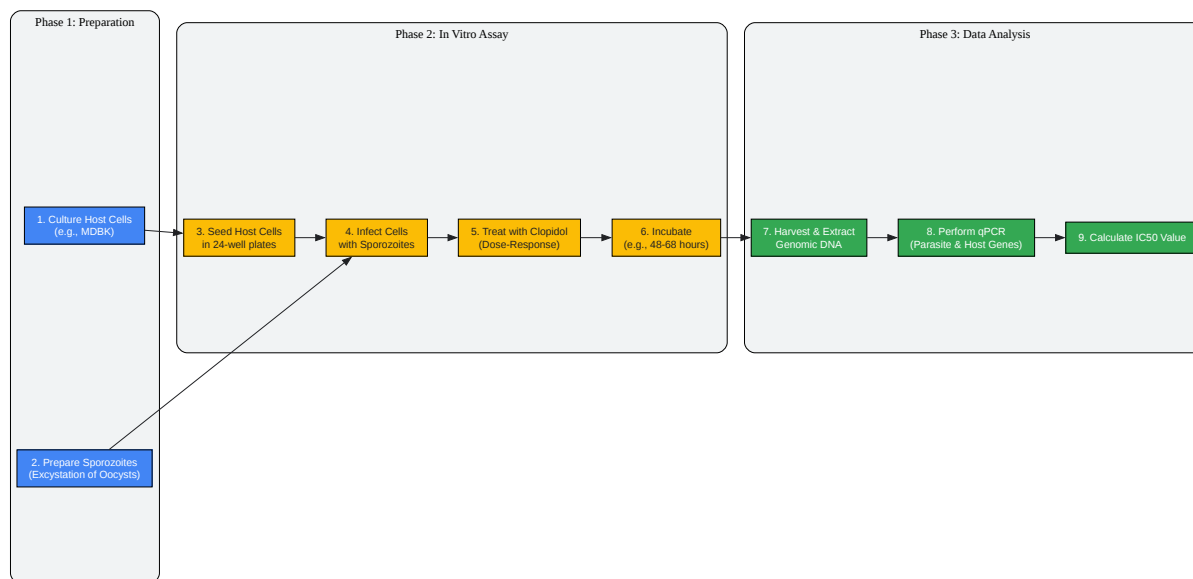 Phase 1: Preparation
1. Culture Host Cells
(e.g., MDBK)
2. Prepare Sporozoites
(Excystation of Oocysts)
Phase 2: In Vitro Assay
3. Seed Host Cells
in 24-well plates
4. Infect Cells
with Sporozoites
5. Treat with Clopidol
(Dose-Response)
6. Incubate
(e.g., 48-68 hours)
Phase 3: Data Analysis
7. Harvest & Extract
Genomic DNA
8. Perform qPCR
(Parasite & Host Genes)
9. Calculate IC50 Value